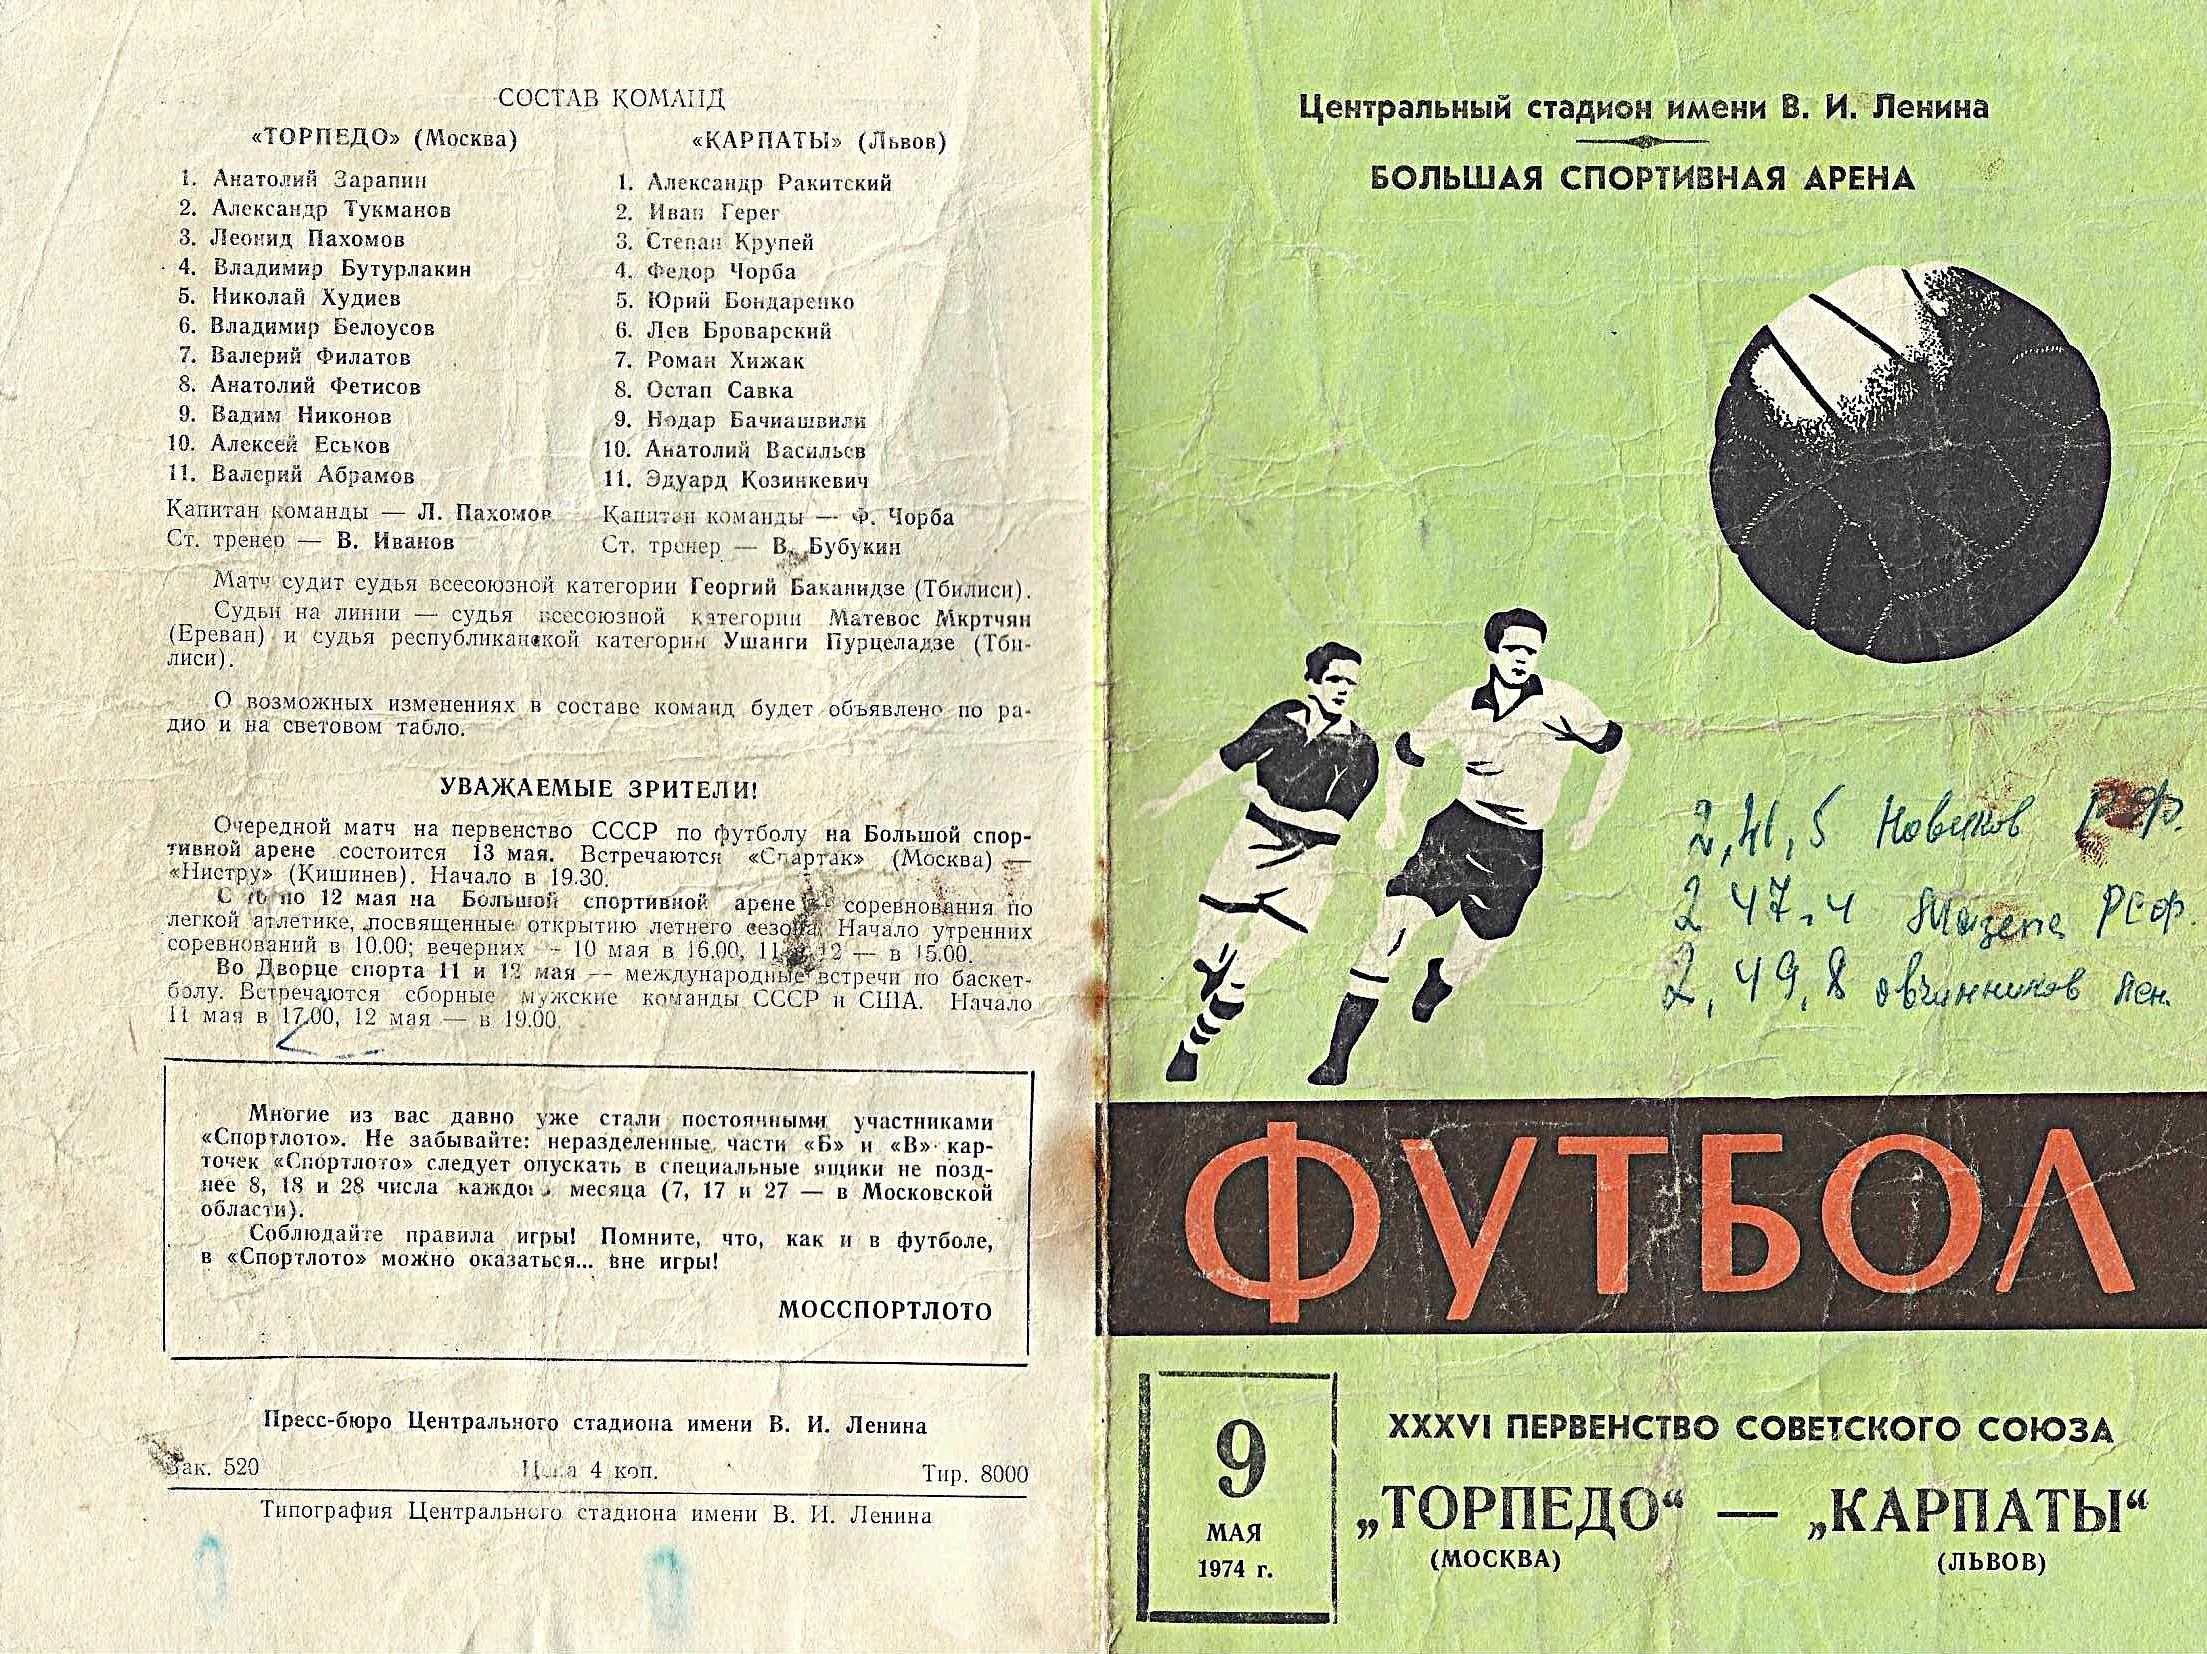 СОСТАВ КОМАНД
«ТОРПЕДО» (Москва)
1. Анатолий Зарапин
2. Александр Тукманов
3. Леонид Пахомов
4. Владимир Бутурлакин
5. Николай Худиев
6. Владимир Белоусов
7. Валерий Филатов
8. Анатолий Фетисов
9. Вадим Никонов
10. Алексей Еськов
11. Валерий Абрамов
Капитан команды — Л. Пахомов
Ст. тренер — В. Иванов
«КАРПАТЫ» (Львов)
1. Александр Ракитский
2. Иван Герег
3. Степан Крупей
4. Федор Чорба
5. Юрий Бондаренко
6. Лев Броварский
7. Роман Хижак
8. Остап Савка
9. Нодар Бачиашвили
10. Анатолий Васильев
11. Эдуард Козинкевич
Капитан команды — Ф. Чорба
Ст. тренер — В. Бубукин
Матч судит судья всесоюзной категории Георгий Баканидзе (Тбилиси).
Судьи на линии — судья всесоюзной категории Матевос Мкртчян
(Ереван) и судья республиканской категории Ушанги Пурцеладзе (Тби-
лиси).
О возможных изменениях в составе команд будет объявлено по ра-
дио и на световом табло.
УВАЖАЕМЫЕ ЗРИТЕЛИ!
Очередной матч на первенство СССР по футболу на Большой спор-
тивной арене состоится 13 мая. Встречаются «Спартак» (Москва) —
«Нистру» (Кишинев). Начало в 19.30.
С 10 по 12 мая на Большой спортивной арене — соревнования по
легкой атлетике, посвященные открытию летнего сезона. Начало утренних
соревнований в 10.00; вечерних — 10 мая в 16.00, 11 и 12 — в 15.00.
Во Дворце спорта 11 и 12 мая — международные встречи по баскет-
болу. Встречаются сборные мужские команды СССР и США. Начало
11 мая в 17.00, 12 мая — в 19.00.
Многие из вас давно уже стали постоянными участниками
«Спортлото». Не забывайте: неразделенные части «Б» и «В» кар-
точек «Спортлото» следует опускать в специальные ящики не позд-
нее 8, 18 и 28 числа каждого месяца (7, 17 и 27 — в Московской
области).
Соблюдайте правила игры! Помните, что, как и в футболе,
в «Спортлото» можно оказаться... вне игры!
МОССПОРТЛОТО
Пресс-бюро Центрального стадиона имени В. И. Ленина
Зак. 520 Цена 4 коп. Тир. 8000
Типография Центрального стадиона имени В. И. Ленина
Центральный стадион имени В. И. Ленина
БОЛЬШАЯ СПОРТИВНАЯ АРЕНА
2,41,5 Новиков
2 47.4 Мазепа РСФ.
2,49,8 Овчинников Лен.
ФУТБОЛ
9
МАЯ
1974 г.
XXXVI ПЕРВЕНСТВО СОВЕТСКОГО СОЮЗА
„ТОРПЕДО“ — „КАРПАТЫ“
(МОСКВА) (ЛЬВОВ)